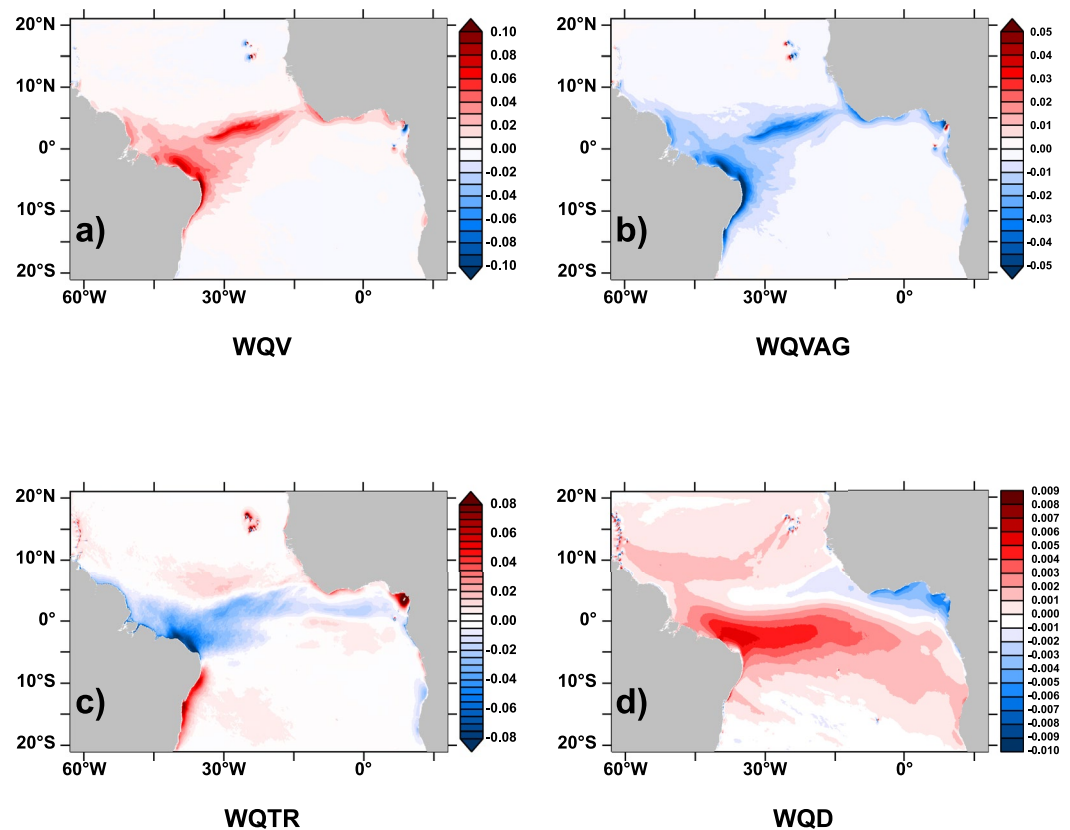 20°N
10°N
0°
10°S
20°S
a)
60°W 30°W 0°
0.10
0.08
0.06
0.04
0.02
0.00
-0.02
-0.04
-0.06
-0.08
-0.10
WQV
20°N
10°N
0°
10°S
20°S
b)
60°W 30°W 0°
0.05
0.04
0.03
0.02
0.01
0.00
-0.01
-0.02
-0.03
-0.04
-0.05
WQVAG
20°N
10°N
0°
10°S
20°S
c)
60°W 30°W 0°
0.08
0.06
0.04
0.02
0.00
-0.02
-0.04
-0.06
-0.08
WQTR
20°N
10°N
0°
10°S
20°S
d)
60°W 30°W 0°
0.009
0.008
0.007
0.006
0.005
0.004
0.003
0.002
0.001
0.000
-0.001
-0.002
-0.003
-0.004
-0.005
-0.006
-0.007
-0.008
-0.009
-0.010
WQD